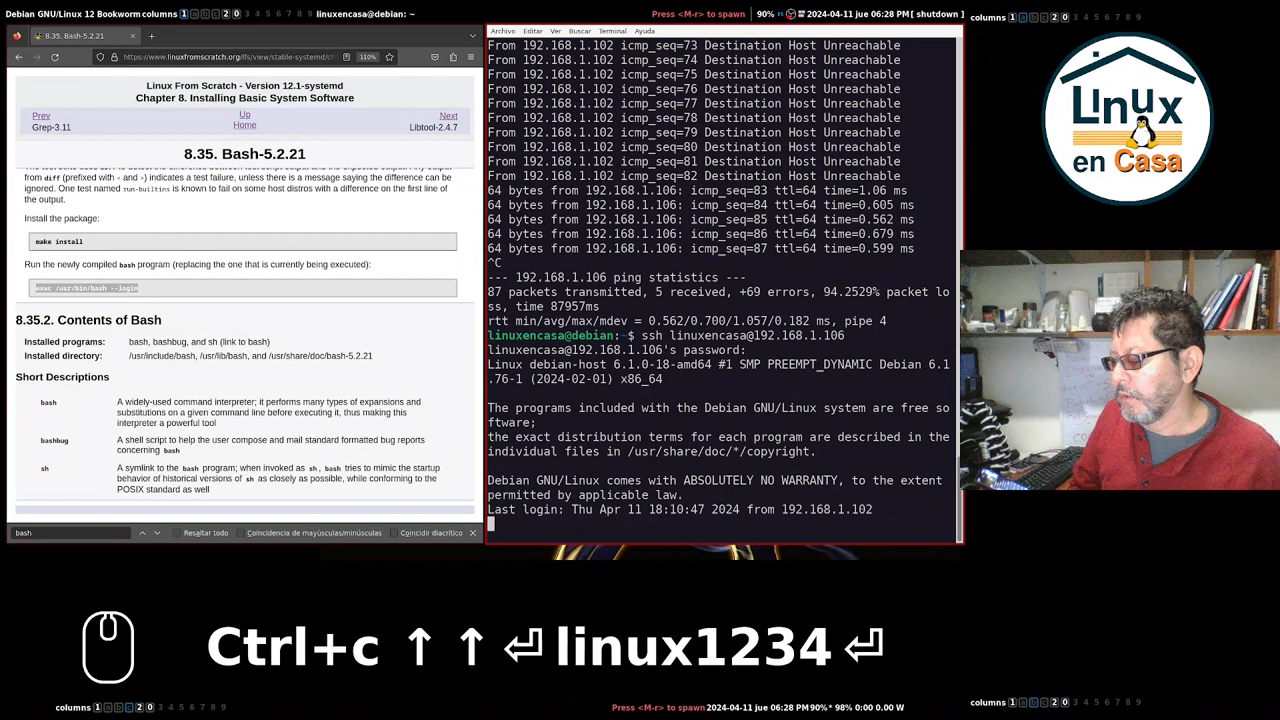 Debian GNU/Linux 12 Bookworm columns 1 a b c 2 0 3 4 5 6 7 8 9 linuxencasa@debian: ~
Press <M-r> to spawn 90% 2024-04-11 jue 06:28 PM [ shutdown ]
columns 1 a b c 2 0 3 4 5 6 7 8 9
8.35. Bash-5.2.21
https://www.linuxfromscratch.org/lfs/view/stable-systemd/ch
110%
Linux From Scratch - Version 12.1-systemd
Chapter 8. Installing Basic System Software
Prev Up Next
Grep-3.11 Home Libtool-2.4.7
8.35. Bash-5.2.21
from diff (prefixed with < and >) indicates a test failure, unless there is a message saying the difference can be
ignored. One test named run-builtins is known to fail on some host distros with a difference on the first line of
the output.
Install the package:
make install
Run the newly compiled bash program (replacing the one that is currently being executed):
exec /usr/bin/bash --login
8.35.2. Contents of Bash
Installed programs: bash, bashbug, and sh (link to bash)
Installed directory: /usr/include/bash, /usr/lib/bash, and /usr/share/doc/bash-5.2.21
Short Descriptions
bash A widely-used command interpreter; it performs many types of expansions and
substitutions on a given command line before executing it, thus making this
interpreter a powerful tool
bashbug A shell script to help the user compose and mail standard formatted bug reports
concerning bash
sh A symlink to the bash program; when invoked as sh, bash tries to mimic the startup
behavior of historical versions of sh as closely as possible, while conforming to the
POSIX standard as well
bash Resaltar todo Coincidencia de mayúsculas/minúsculas Coincidir diacrítico
Archivo Editar Ver Buscar Terminal Ayuda
From 192.168.1.102 icmp_seq=73 Destination Host Unreachable
From 192.168.1.102 icmp_seq=74 Destination Host Unreachable
From 192.168.1.102 icmp_seq=75 Destination Host Unreachable
From 192.168.1.102 icmp_seq=76 Destination Host Unreachable
From 192.168.1.102 icmp_seq=77 Destination Host Unreachable
From 192.168.1.102 icmp_seq=78 Destination Host Unreachable
From 192.168.1.102 icmp_seq=79 Destination Host Unreachable
From 192.168.1.102 icmp_seq=80 Destination Host Unreachable
From 192.168.1.102 icmp_seq=81 Destination Host Unreachable
From 192.168.1.102 icmp_seq=82 Destination Host Unreachable
64 bytes from 192.168.1.106: icmp_seq=83 ttl=64 time=1.06 ms
64 bytes from 192.168.1.106: icmp_seq=84 ttl=64 time=0.605 ms
64 bytes from 192.168.1.106: icmp_seq=85 ttl=64 time=0.562 ms
64 bytes from 192.168.1.106: icmp_seq=86 ttl=64 time=0.679 ms
64 bytes from 192.168.1.106: icmp_seq=87 ttl=64 time=0.599 ms
^C
--- 192.168.1.106 ping statistics ---
87 packets transmitted, 5 received, +69 errors, 94.2529% packet lo
ss, time 87957ms
rtt min/avg/max/mdev = 0.562/0.700/1.057/0.182 ms, pipe 4
linuxencasa@debian:~$ ssh linuxencasa@192.168.1.106
linuxencasa@192.168.1.106's password:
Linux debian-host 6.1.0-18-amd64 #1 SMP PREEMPT_DYNAMIC Debian 6.1
.76-1 (2024-02-01) x86_64
The programs included with the Debian GNU/Linux system are free so
ftware;
the exact distribution terms for each program are described in the
individual files in /usr/share/doc/*/copyright.
Debian GNU/Linux comes with ABSOLUTELY NO WARRANTY, to the extent
permitted by applicable law.
Last login: Thu Apr 11 18:10:47 2024 from 192.168.1.102
Linux
en Casa
Ctrl+c ↑ ↑ ⏎ linux1234 ⏎
columns 1 a b c 2 0 3 4 5 6 7 8 9
Press <M-r> to spawn 2024-04-11 jue 06:28 PM 90%* 98% 0:00 0.00 W
columns 1 a b c 2 0 3 4 5 6 7 8 9